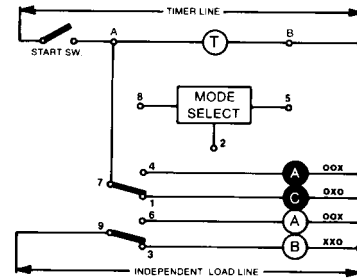 TIMER LINE
A T B
START SW.
8 MODE SELECT 5
2
4 A OOX
7
1 C OXO
6 A OOX
9
3 B XXO
INDEPENDENT LOAD LINE